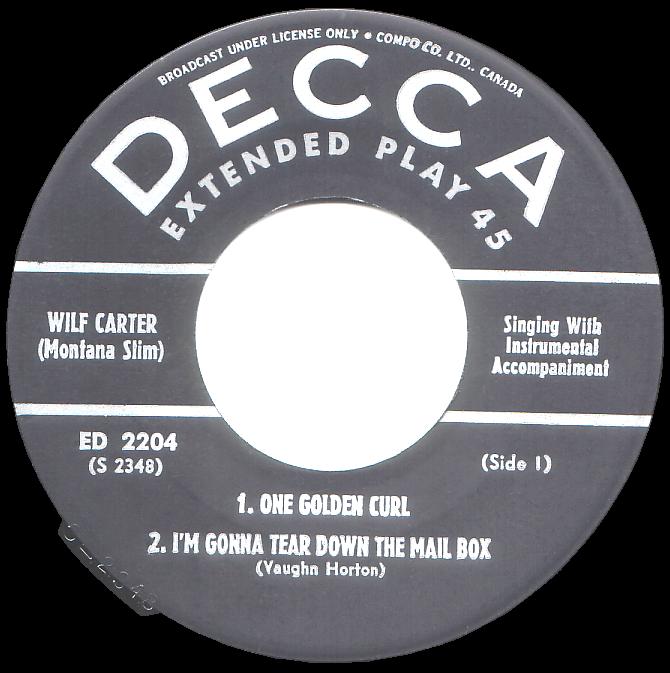 BROADCAST UNDER LICENSE ONLY • COMPO CO. LTD., CANADA
DECCA
EXTENDED PLAY 45
WILF CARTER
(Montana Slim)
Singing With
Instrumental
Accompaniment
ED 2204
(S 2348)
(Side 1)
1. ONE GOLDEN CURL
2. I'M GONNA TEAR DOWN THE MAIL BOX
(Vaughn Horton)
S-2348